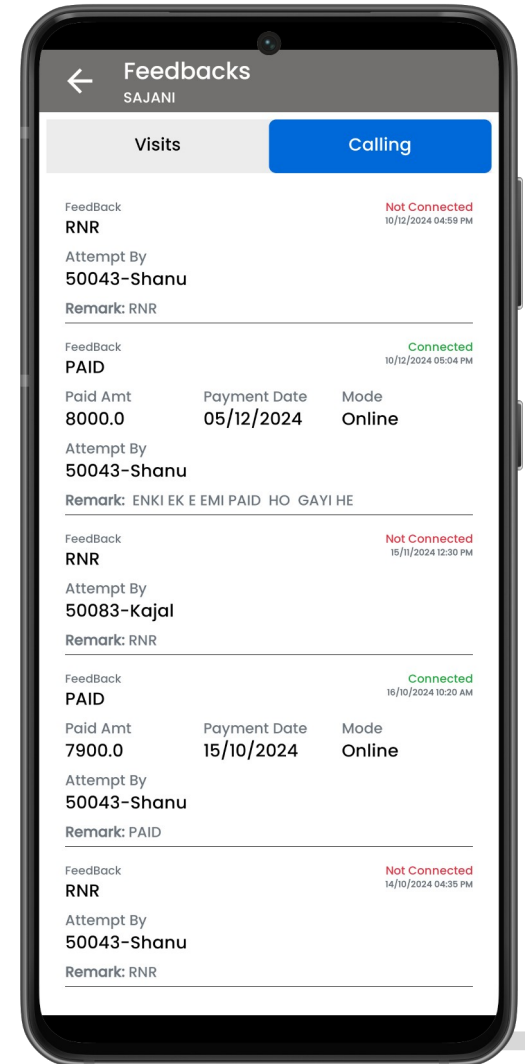 Feedbacks
SAJANI
Visits Calling
FeedBack Not Connected
RNR 10/12/2024 04:59 PM
Attempt By
50043-Shanu
Remark: RNR
FeedBack Connected
PAID 10/12/2024 05:04 PM
Paid Amt Payment Date Mode
8000.0 05/12/2024 Online
Attempt By
50043-Shanu
Remark: ENKI EK E EMI PAID HO GAYI HE
FeedBack Not Connected
RNR 15/11/2024 12:30 PM
Attempt By
50083-Kajal
Remark: RNR
FeedBack Connected
PAID 16/10/2024 10:20 AM
Paid Amt Payment Date Mode
7900.0 15/10/2024 Online
Attempt By
50043-Shanu
Remark: PAID
FeedBack Not Connected
RNR 14/10/2024 04:35 PM
Attempt By
50043-Shanu
Remark: RNR